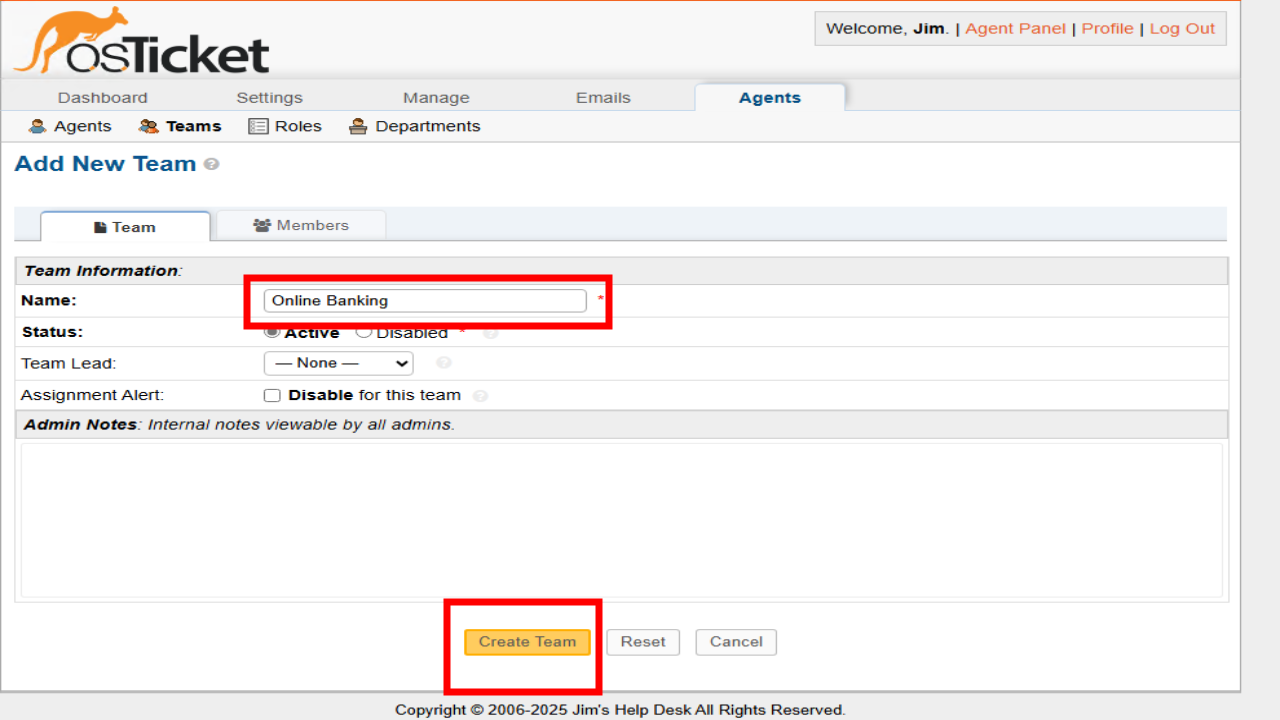 osTicket
Welcome, Jim. | Agent Panel | Profile | Log Out
Dashboard Settings Manage Emails Agents
Agents Teams Roles Departments
Add New Team ?
Team Members
Team Information:
Name: Online Banking *
Status: Active Disabled * ?
Team Lead: — None — ?
Assignment Alert: Disable for this team ?
Admin Notes: Internal notes viewable by all admins.
Create Team Reset Cancel
Copyright © 2006-2025 Jim's Help Desk All Rights Reserved.